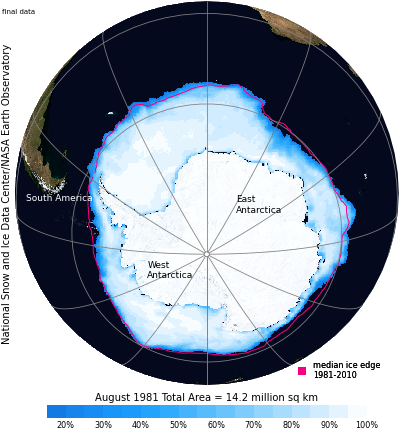 final data
National Snow and Ice Data Center/NASA Earth Observatory
South America
East
Antarctica
West
Antarctica
median ice edge
1981-2010
August 1981 Total Area = 14.2 million sq km
20% 30% 40% 50% 60% 70% 80% 90% 100%